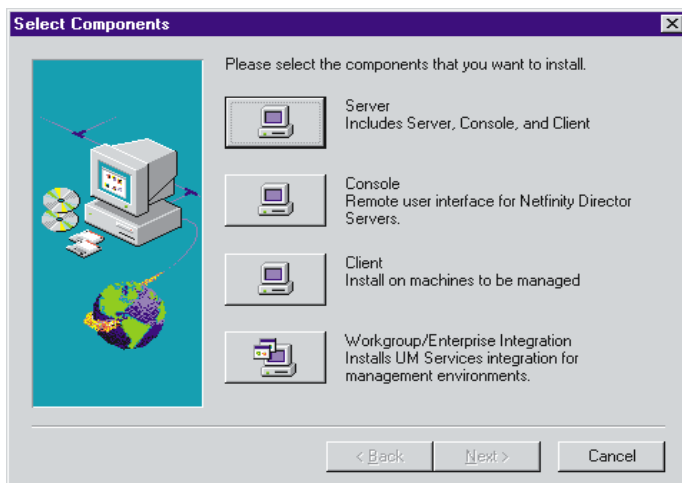 Select Components
Please select the components that you want to install.
Server
Includes Server, Console, and Client
Console
Remote user interface for Netfinity Director
Servers.
Client
Install on machines to be managed
Workgroup/Enterprise Integration
Installs UM Services integration for
management environments.
< Back
Next >
Cancel